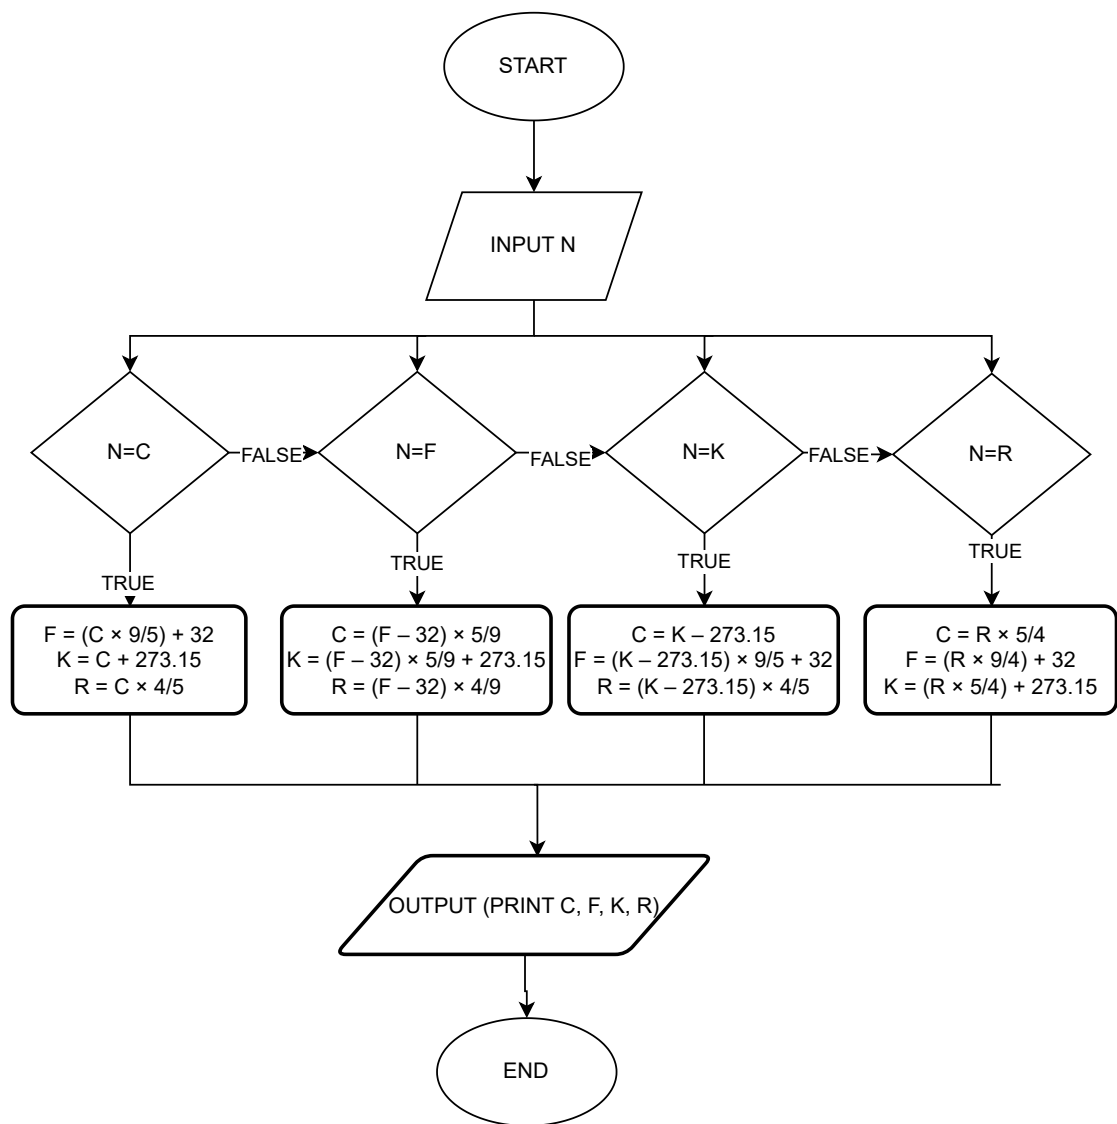 START
INPUT N
N=C
FALSE
N=F
FALSE
N=K
FALSE
N=R
TRUE
TRUE
TRUE
TRUE
F = (C × 9/5) + 32
K = C + 273.15
R = C × 4/5
C = (F – 32) × 5/9
K = (F – 32) × 5/9 + 273.15
R = (F – 32) × 4/9
C = K – 273.15
F = (K – 273.15) × 9/5 + 32
R = (K – 273.15) × 4/5
C = R × 5/4
F = (R × 9/4) + 32
K = (R × 5/4) + 273.15
OUTPUT (PRINT C, F, K, R)
END